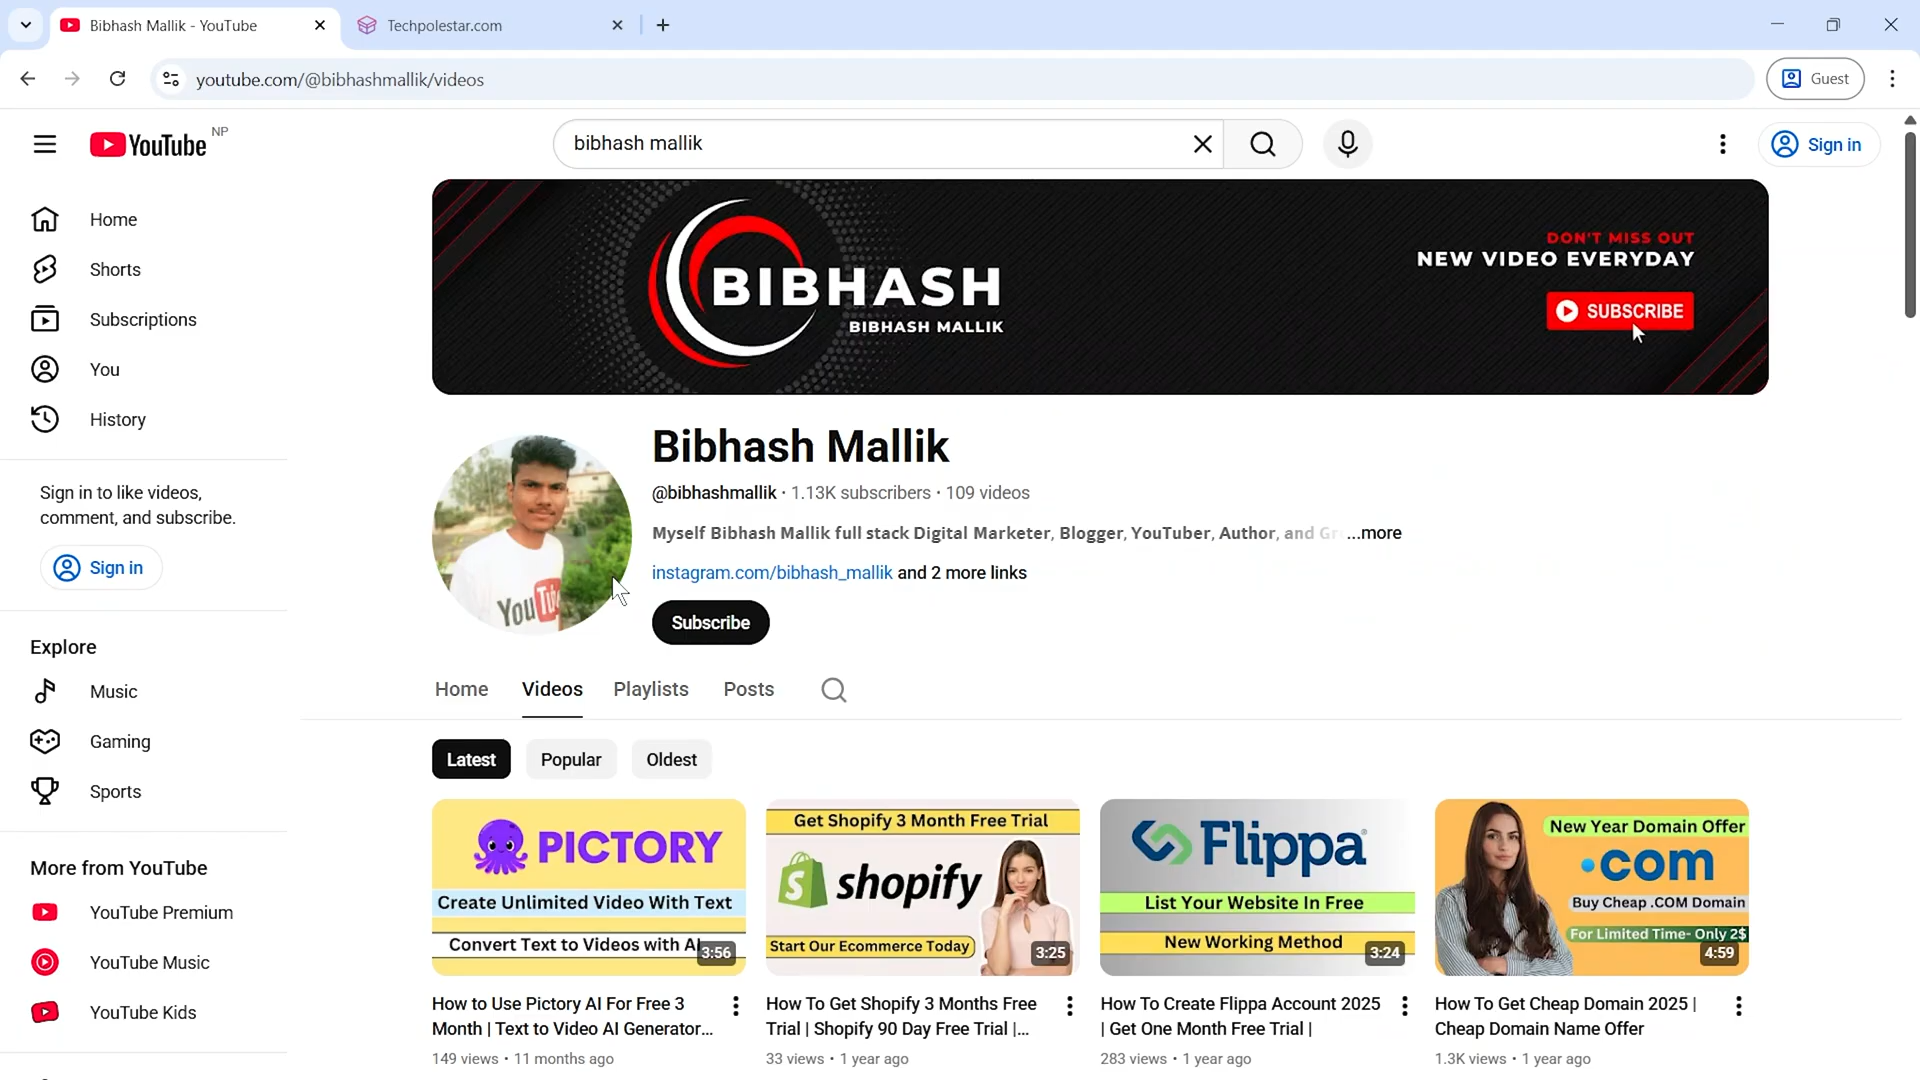 Bibhash Mallik - YouTube
Techpolestar.com
youtube.com/@bibhashmallik/videos
Guest
YouTube NP
bibhash mallik
Sign in
Home
Shorts
Subscriptions
You
History
Sign in to like videos,
comment, and subscribe.
Sign in
Explore
Music
Gaming
Sports
More from YouTube
YouTube Premium
YouTube Music
YouTube Kids
BIBHASH
BIBHASH MALLIK
DON'T MISS OUT
NEW VIDEO EVERYDAY
SUBSCRIBE
Bibhash Mallik
@bibhashmallik • 1.13K subscribers • 109 videos
Myself Bibhash Mallik full stack Digital Marketer, Blogger, YouTuber, Author, and Gr ...more
instagram.com/bibhash_mallik and 2 more links
Subscribe
Home Videos Playlists Posts
Latest Popular Oldest
PICTORY
Create Unlimited Video With Text
Convert Text to Videos with AI
3:56
How to Use Pictory AI For Free 3
Month | Text to Video AI Generator...
149 views • 11 months ago
Get Shopify 3 Month Free Trial
shopify
Start Our Ecommerce Today
3:25
How To Get Shopify 3 Months Free
Trial | Shopify 90 Day Free Trial |...
33 views • 1 year ago
Flippa
List Your Website In Free
New Working Method
3:24
How To Create Flippa Account 2025
| Get One Month Free Trial |
283 views • 1 year ago
New Year Domain Offer
.com
Buy Cheap .COM Domain
For Limited Time- Only 2$
4:59
How To Get Cheap Domain 2025 |
Cheap Domain Name Offer
1.3K views • 1 year ago